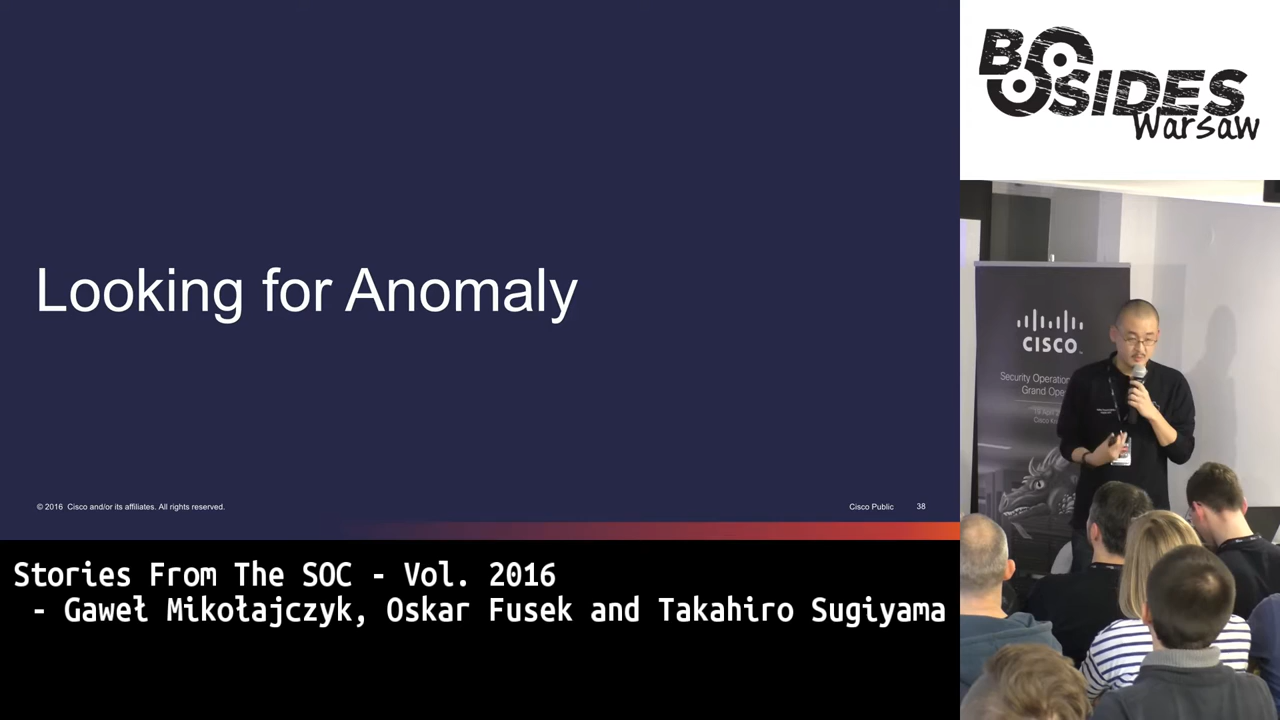 Looking for Anomaly
© 2016 Cisco and/or its affiliates. All rights reserved.
Cisco Public 38
BSIDES
Warsaw
CISCO
Security Operation
Grand Ope
Stories From The SOC - Vol. 2016
- Gaweł Mikołajczyk, Oskar Fusek and Takahiro Sugiyama